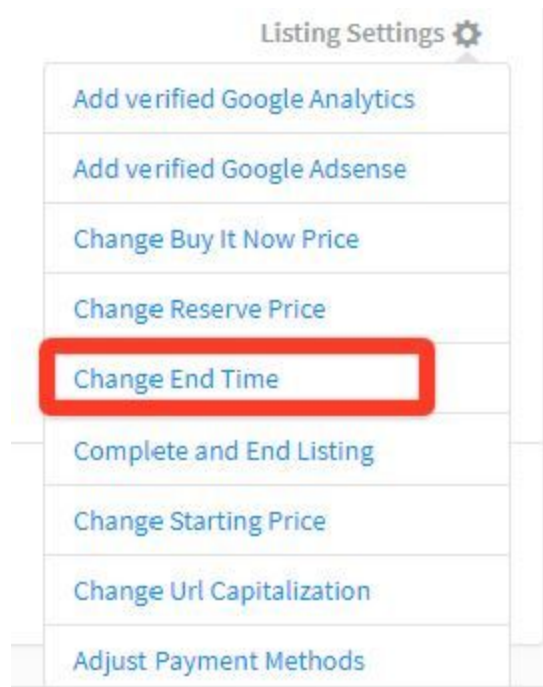 Listing Settings
Add verified Google Analytics
Add verified Google Adsense
Change Buy It Now Price
Change Reserve Price
Change End Time
Complete and End Listing
Change Starting Price
Change Url Capitalization
Adjust Payment Methods